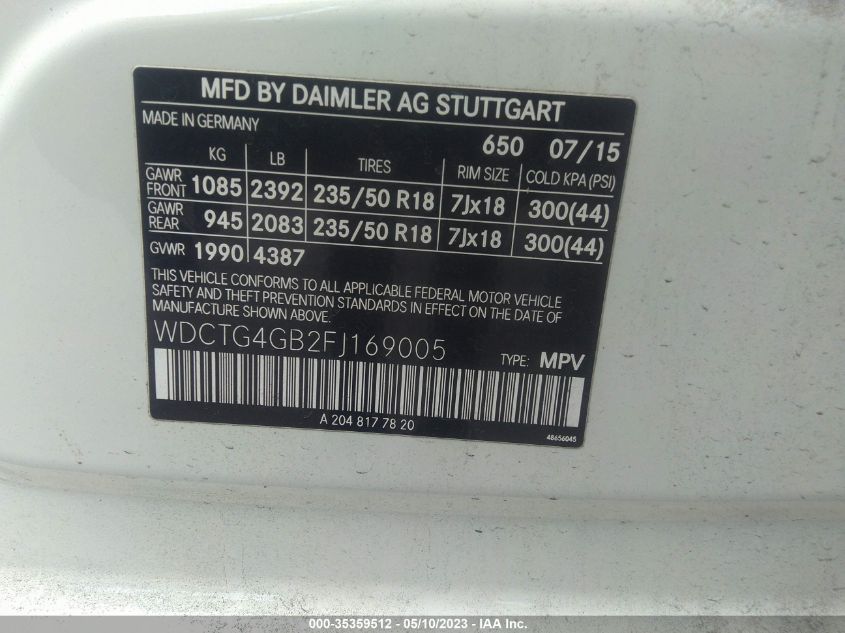 MFD BY DAIMLER AG STUTTGART
MADE IN GERMANY 650 07/15
KG LB TIRES RIM SIZE COLD KPA (PSI)
GAWR FRONT 1085 2392 235/50 R18 7Jx18 300(44)
GAWR REAR 945 2083 235/50 R18 7Jx18 300(44)
GVWR 1990 4387
THIS VEHICLE CONFORMS TO ALL APPLICABLE FEDERAL MOTOR VEHICLE
SAFETY AND THEFT PREVENTION STANDARDS IN EFFECT ON THE DATE OF
MANUFACTURE SHOWN ABOVE.
WDCTG4GB2FJ169005 TYPE: MPV
A 204 817 78 20
48656045
000-35359512 - 05/10/2023 - IAA Inc.